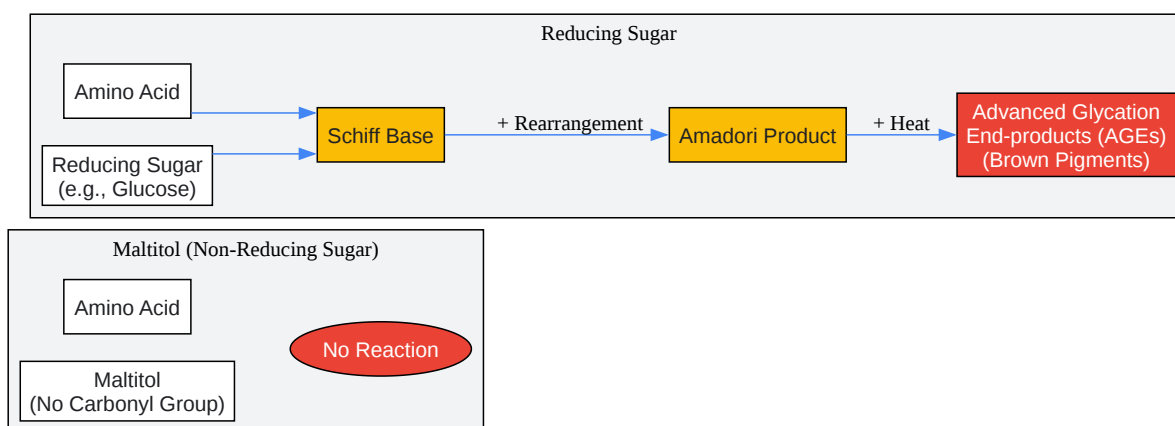 Reducing Sugar
Amino Acid
Reducing Sugar
(e.g., Glucose)
Schiff Base
+ Rearrangement
Amadori Product
+ Heat
Advanced Glycation
End-products (AGEs)
(Brown Pigments)
Maltitol (Non-Reducing Sugar)
Amino Acid
Maltitol
(No Carbonyl Group)
No Reaction